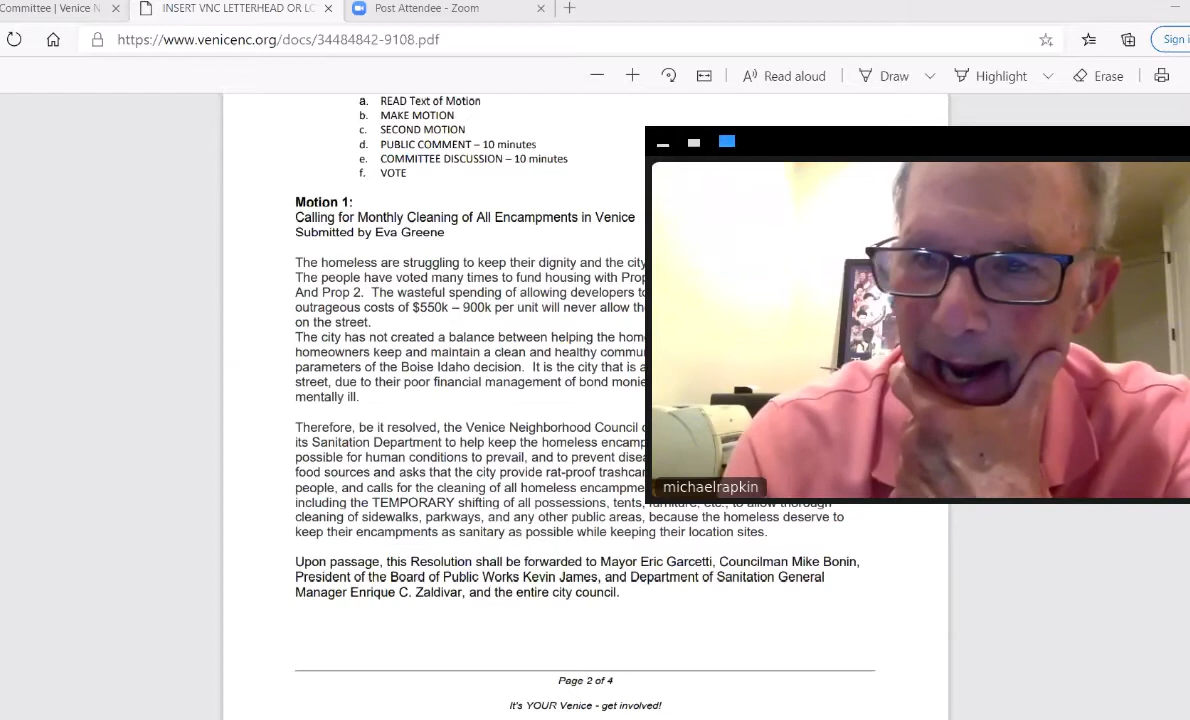 Committee | Venice N
INSERT VNC LETTERHEAD OR LO
Post Attendee - Zoom
https://www.venicenc.org/docs/34484842-9108.pdf
Sign i
Read aloud
Draw
Highlight
Erase
a. READ Text of Motion
b. MAKE MOTION
c. SECOND MOTION
d. PUBLIC COMMENT – 10 minutes
e. COMMITTEE DISCUSSION – 10 minutes
f. VOTE
Motion 1:
Calling for Monthly Cleaning of All Encampments in Venice
Submitted by Eva Greene
The homeless are struggling to keep their dignity and the city
The people have voted many times to fund housing with Prop
And Prop 2. The wasteful spending of allowing developers to
outrageous costs of $550k – 900k per unit will never allow
on the street.
The city has not created a balance between helping the
homeowners keep and maintain a clean and healthy
parameters of the Boise Idaho decision. It is the city that is
street, due to their poor financial management of bond
mentally ill.
Therefore, be it resolved, the Venice Neighborhood Council
its Sanitation Department to help keep the homeless
possible for human conditions to prevail, and to prevent
food sources and asks that the city provide rat-proof
people, and calls for the cleaning of all homeless
including the TEMPORARY shifting of all possessions, tents, furniture, etc., to allow thorough
cleaning of sidewalks, parkways, and any other public areas, because the homeless deserve to
keep their encampments as sanitary as possible while keeping their location sites.
Upon passage, this Resolution shall be forwarded to Mayor Eric Garcetti, Councilman Mike Bonin,
President of the Board of Public Works Kevin James, and Department of Sanitation General
Manager Enrique C. Zaldivar, and the entire city council.
michaelrapkin
Page 2 of 4
It's YOUR Venice - get involved!